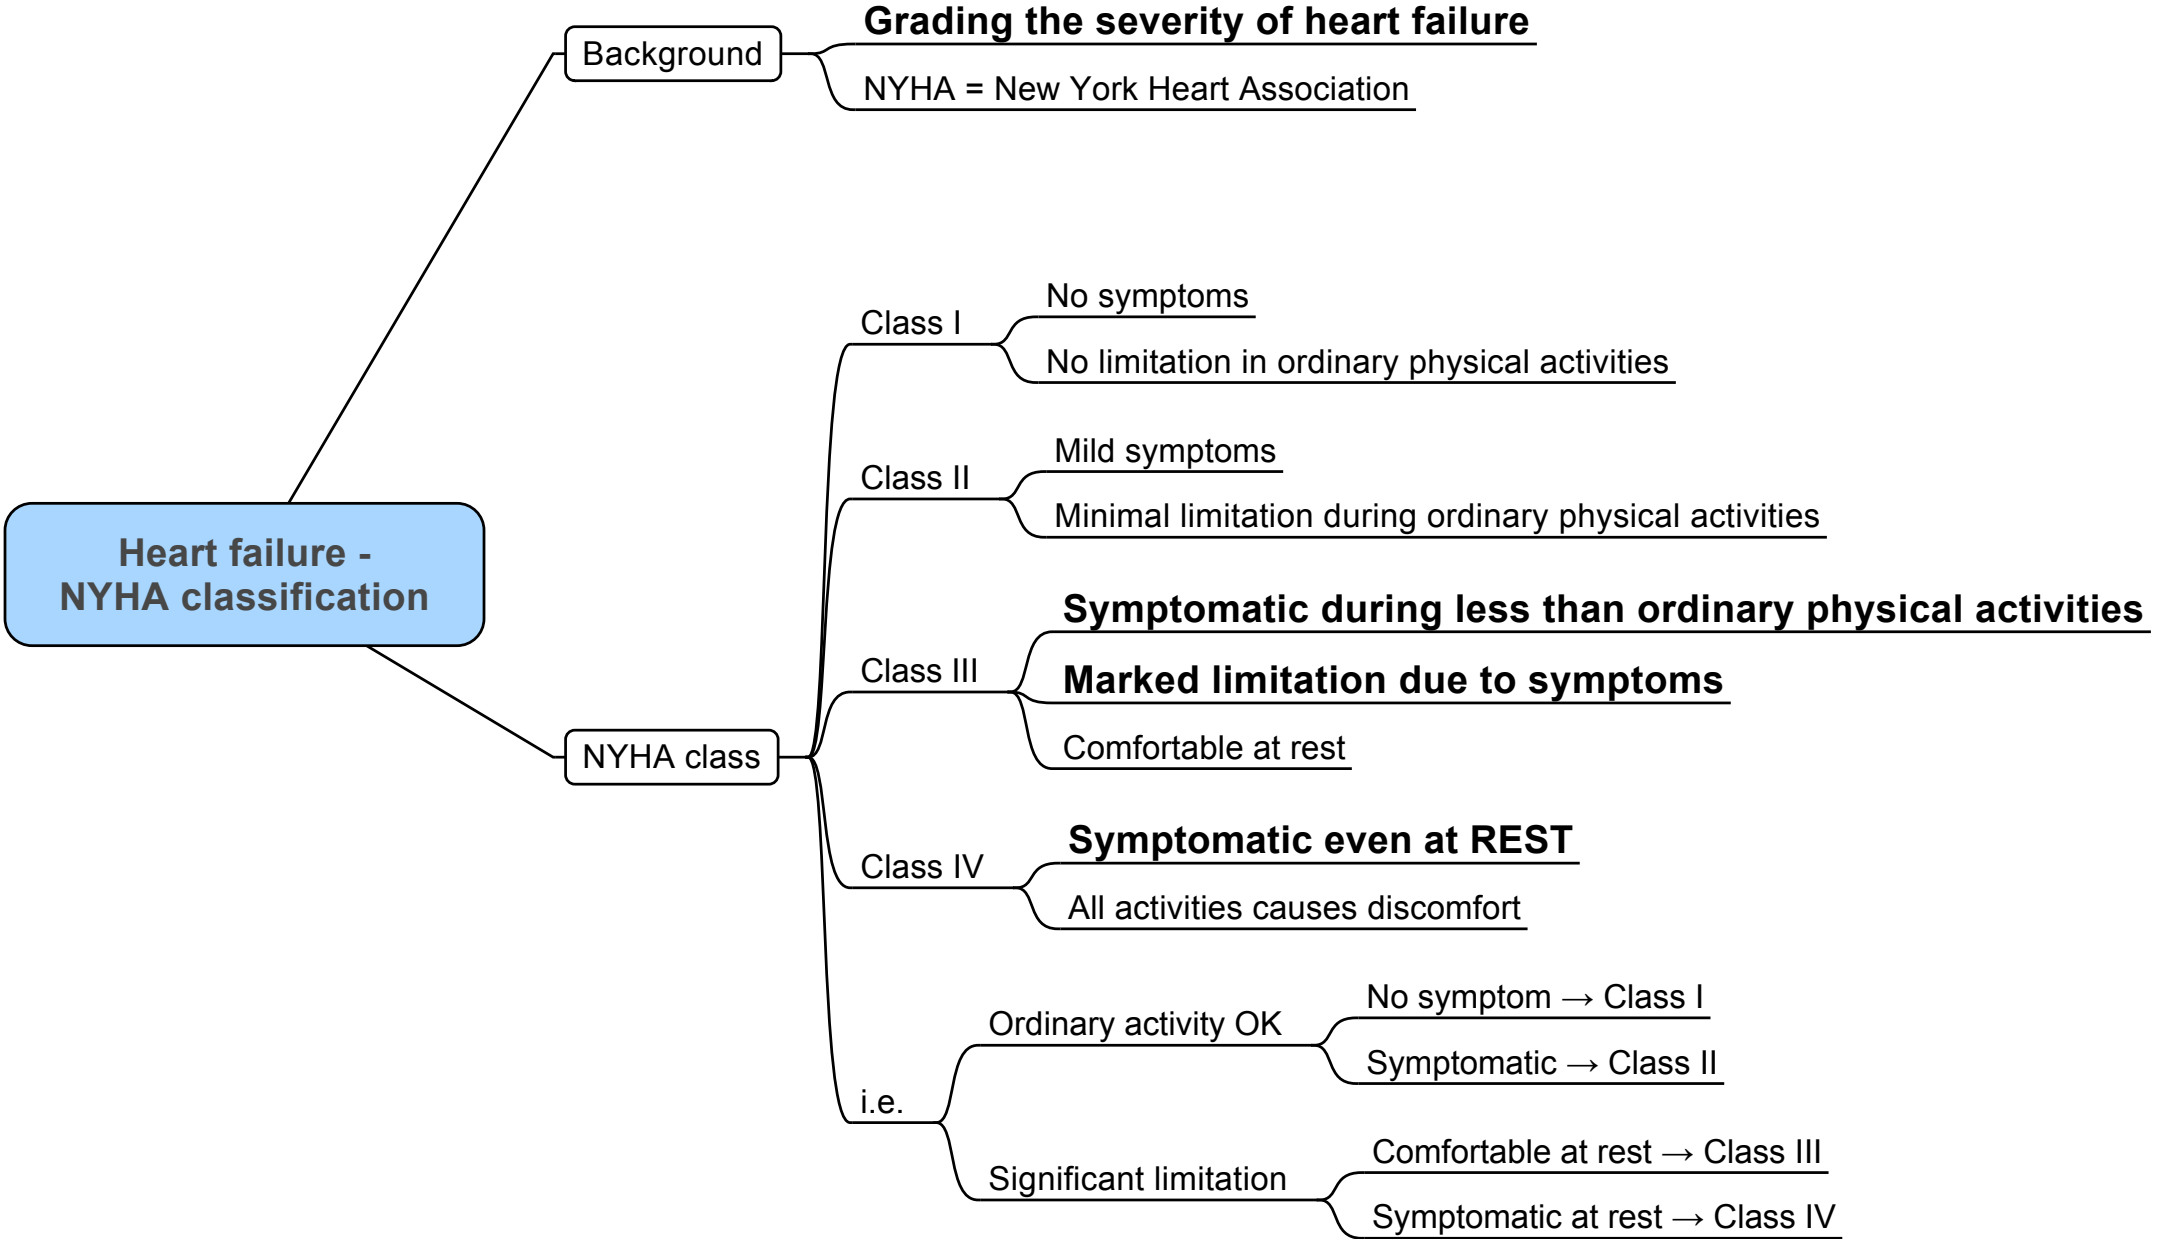 Background
Grading the severity of heart failure
NYHA = New York Heart Association
Heart failure -
NYHA classification
NYHA class
Class I
No symptoms
No limitation in ordinary physical activities
Class II
Mild symptoms
Minimal limitation during ordinary physical activities
Class III
Symptomatic during less than ordinary physical activities
Marked limitation due to symptoms
Comfortable at rest
Class IV
Symptomatic even at REST
All activities causes discomfort
i.e.
Ordinary activity OK
No symptom → Class I
Symptomatic → Class II
Significant limitation
Comfortable at rest → Class III
Symptomatic at rest → Class IV